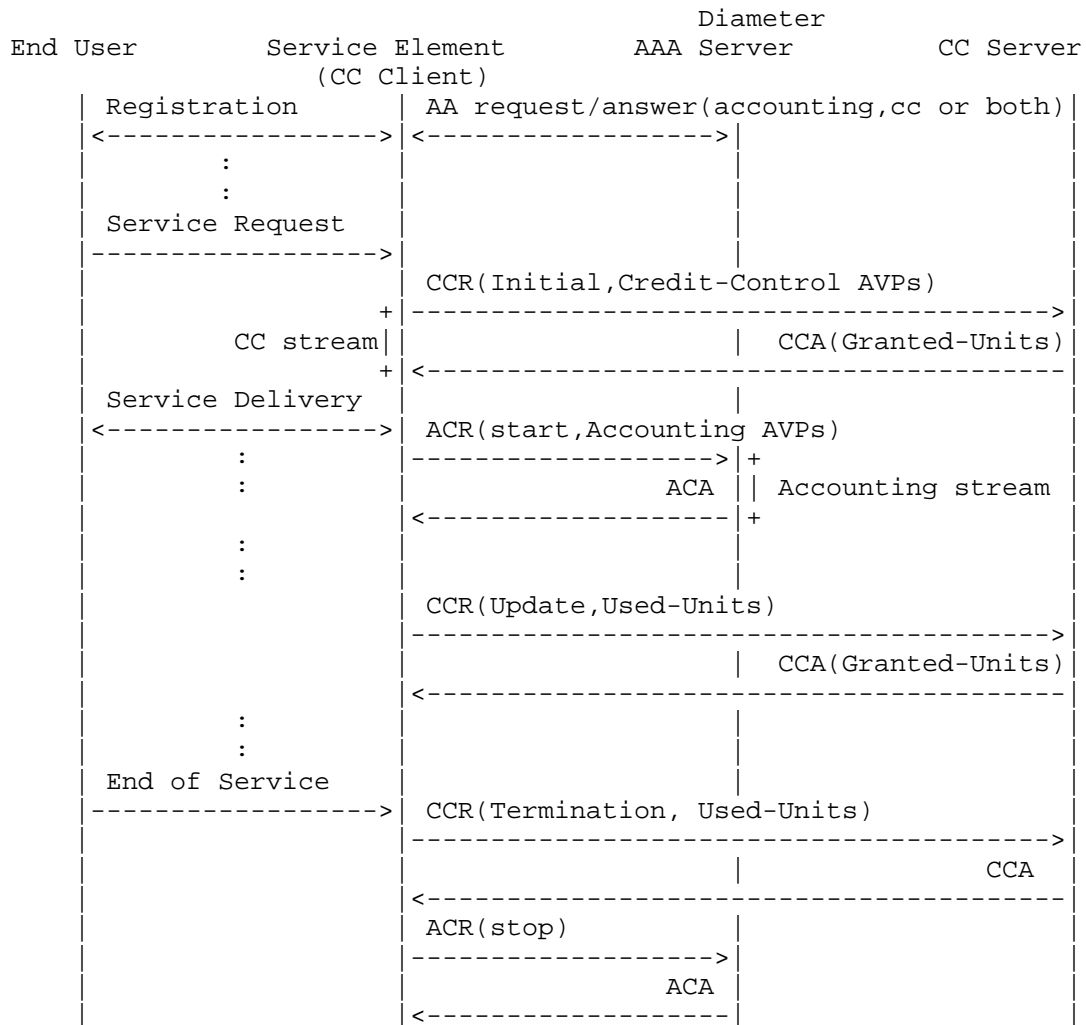 Diameter
End User Service Element AAA Server CC Server
(CC Client)
Registration AA request/answer(accounting,cc or both)
:
:
Service Request
CCR(Initial,Credit-Control AVPs)
CC stream CCA(Granted-Units)
Service Delivery
ACR(start,Accounting AVPs)
:
: ACA Accounting stream
:
:
CCR(Update,Used-Units)
CCA(Granted-Units)
:
:
End of Service
CCR(Termination, Used-Units)
CCA
ACR(stop)
ACA